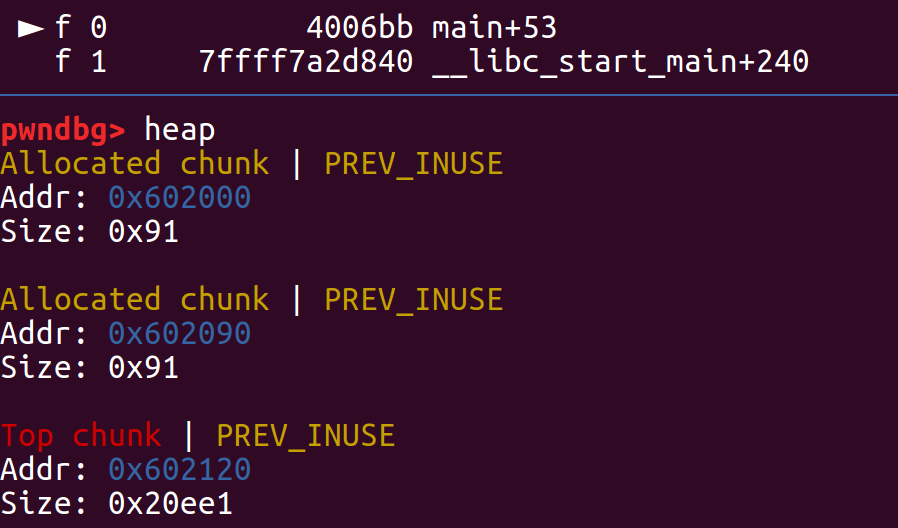 ► f 0           4006bb main+53
  f 1     7ffff7a2d840 __libc_start_main+240
pwndbg> heap
Allocated chunk | PREV_INUSE
Addr: 0x602000
Size: 0x91
Allocated chunk | PREV_INUSE
Addr: 0x602090
Size: 0x91
Top chunk | PREV_INUSE
Addr: 0x602120
Size: 0x20ee1